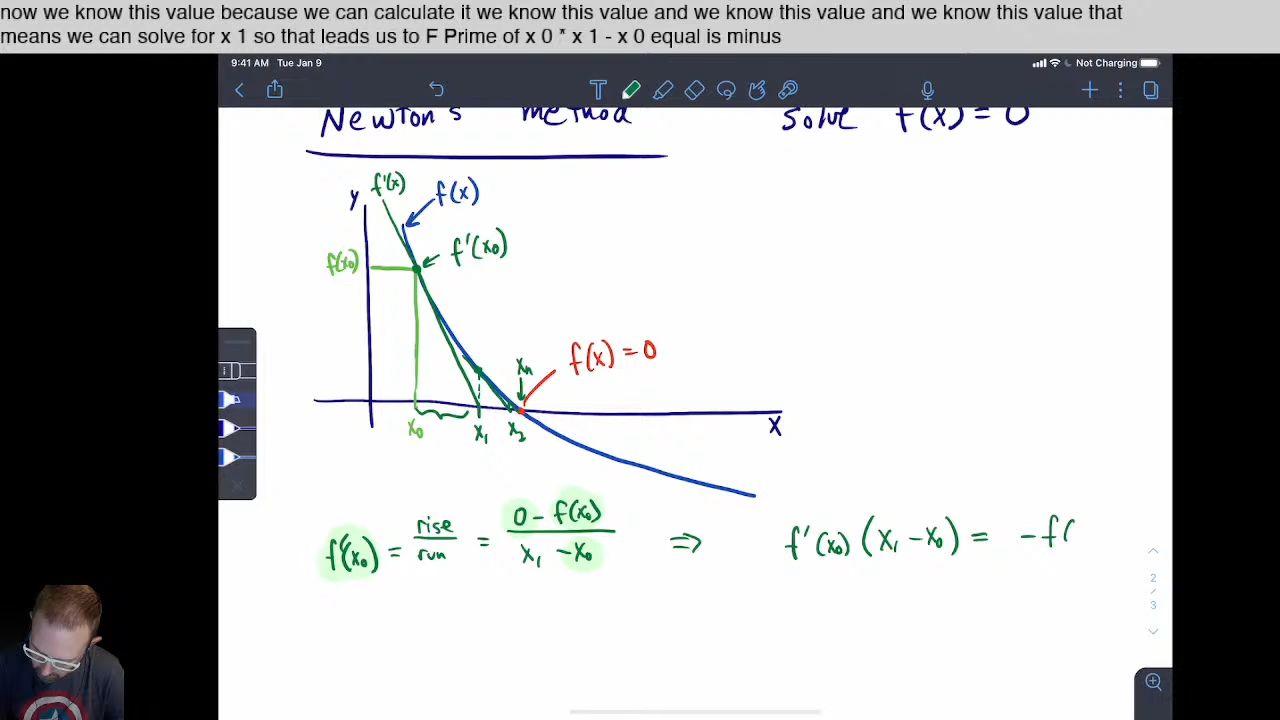 now we know this value because we can calculate it we know this value and we know this value and we know this value that
means we can solve for x 1 so that leads us to F Prime of x 0 * x 1 - x 0 equal is minus
9:41 AM Tue Jan 9
Not Charging
Newton's method
solve f(x) = 0
f'(x)
f(x)
y
f'(x₀)
f(x₀)
f(x) = 0
xₙ
x₀
x₁
x₂
x
f'(x₀) = rise/run = 0 - f(x₀)/x₁ - x₀ ⇒ f'(x₀)(x₁ - x₀) = -f(
2
/
3